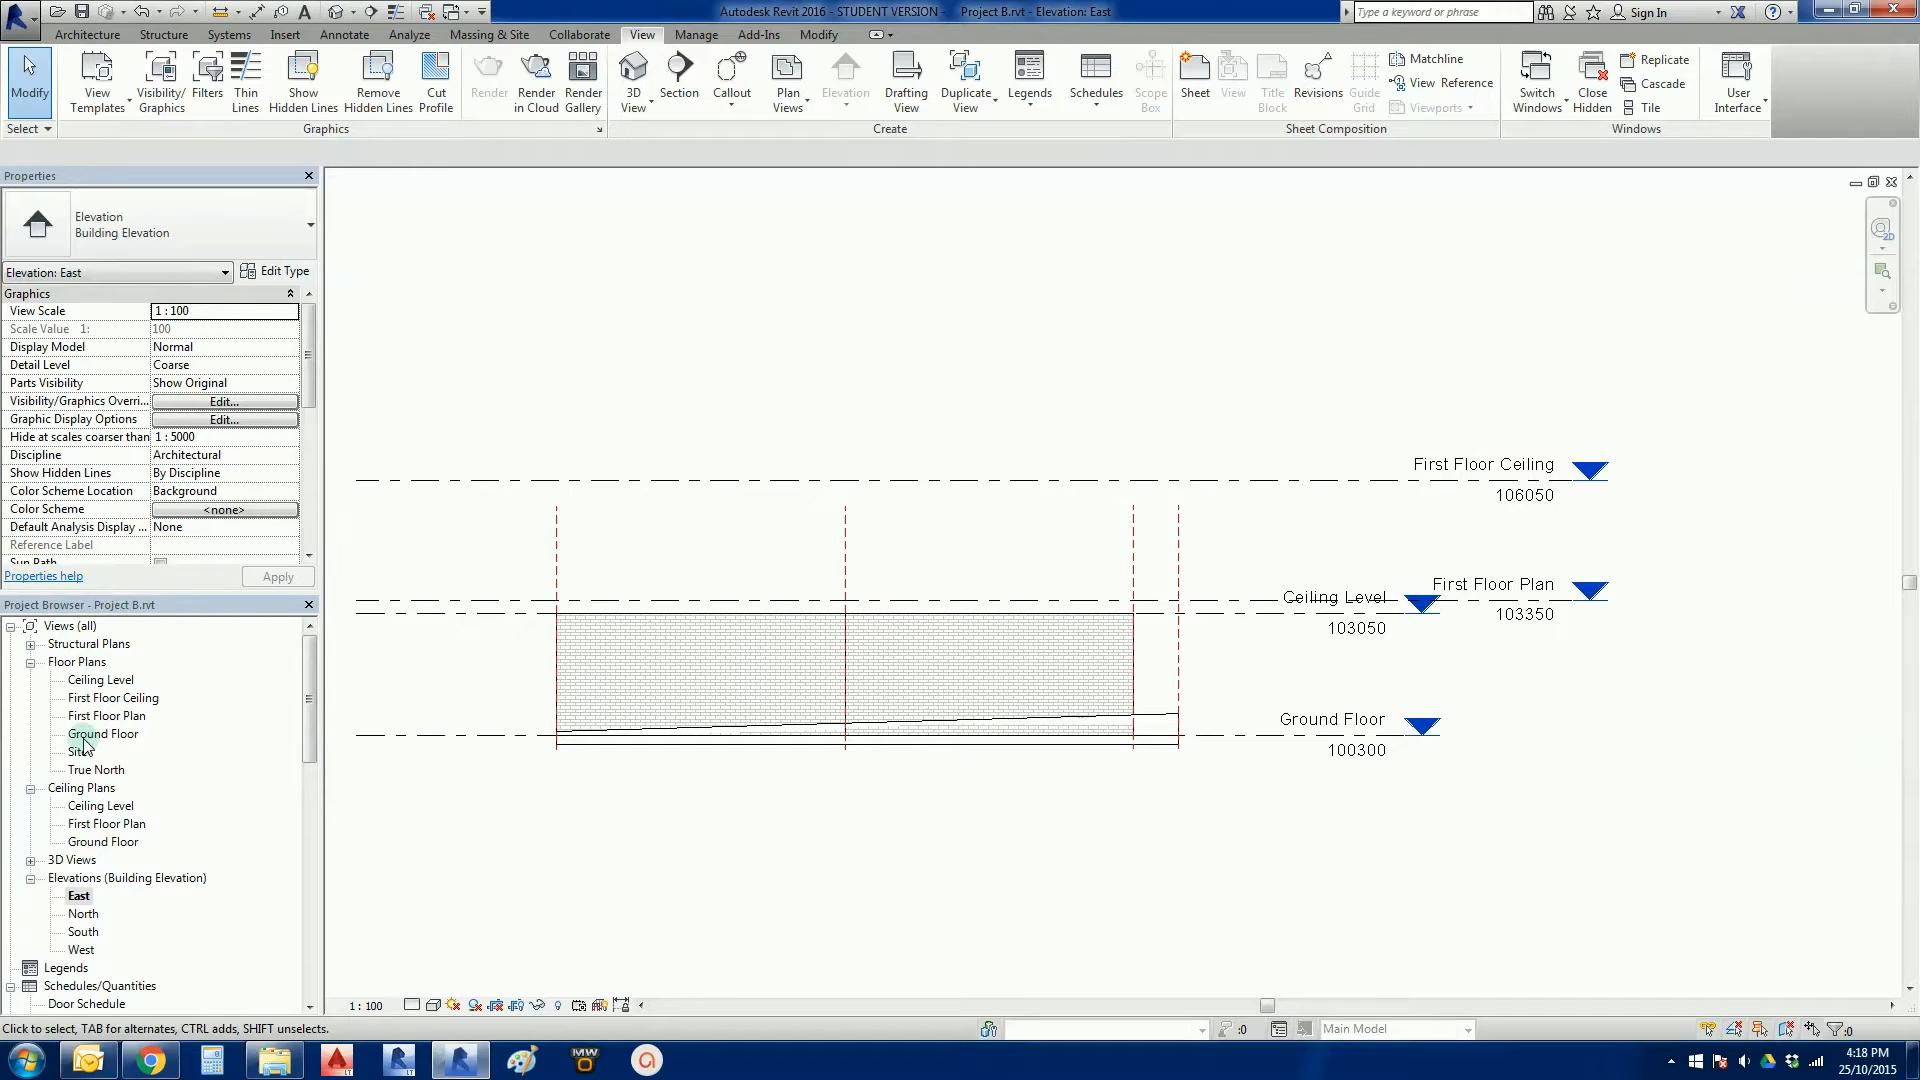 Autodesk Revit 2016 - STUDENT VERSION - Project B.rvt - Elevation: East
Type a keyword or phrase
Sign In
Architecture Structure Systems Insert Annotate Analyze Massing & Site Collaborate View Manage Add-Ins Modify
Modify
View Templates
Visibility/ Graphics
Filters
Thin Lines
Show Hidden Lines
Remove Hidden Lines
Cut Profile
Render
Render in Cloud
Render Gallery
3D View
Section
Callout
Plan Views
Elevation
Drafting View
Duplicate View
Legends
Schedules
Scope Box
Sheet
View
Title Block
Revisions
Guide Grid
Matchline
View Reference
Viewports
Switch Windows
Close Hidden
Replicate
Cascade
Tile
User Interface
Select
Graphics
Create
Sheet Composition
Windows
Properties
Elevation
Building Elevation
Elevation: East
Edit Type
Graphics
View Scale 1 : 100
Scale Value 1: 100
Display Model Normal
Detail Level Coarse
Parts Visibility Show Original
Visibility/Graphics Overri... Edit...
Graphic Display Options Edit...
Hide at scales coarser than 1 : 5000
Discipline Architectural
Show Hidden Lines By Discipline
Color Scheme Location Background
Color Scheme <none>
Default Analysis Display ... None
Reference Label
Sun Path
Properties help
Apply
Project Browser - Project B.rvt
Views (all)
Structural Plans
Floor Plans
Ceiling Level
First Floor Ceiling
First Floor Plan
Ground Floor
Site
True North
Ceiling Plans
Ceiling Level
First Floor Plan
Ground Floor
3D Views
Elevations (Building Elevation)
East
North
South
West
Legends
Schedules/Quantities
Door Schedule
First Floor Ceiling
106050
First Floor Plan
103350
Ceiling Level
103050
Ground Floor
100300
2D
1 : 100
Click to select, TAB for alternates, CTRL adds, SHIFT unselects.
:0
Main Model
:0
LT
LT
MW
4:18 PM
25/10/2015